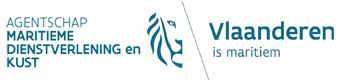 AGENTSCHAP
MARITIEME
DIENSTVERLENING en
KUST
Vlaanderen
is maritiem